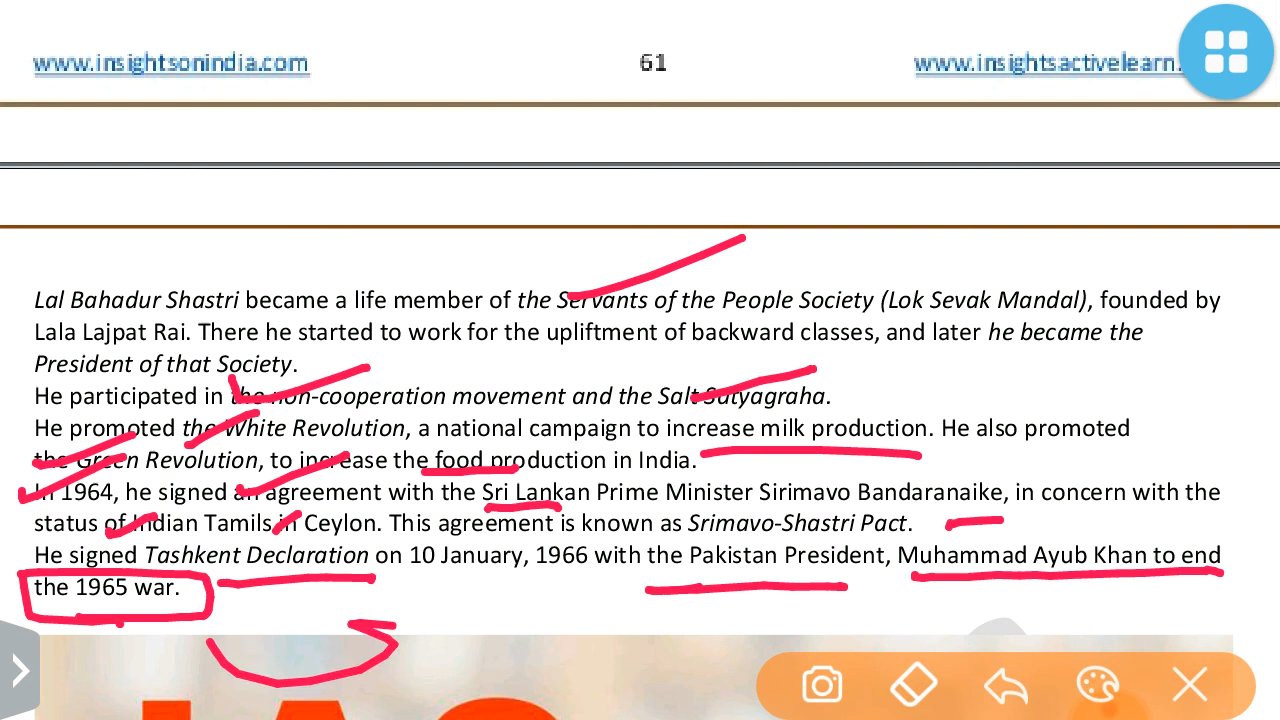 www.insightsonindia.com 61 www.insightsactivelearn.
Lal Bahadur Shastri became a life member of the Servants of the People Society (Lok Sevak Mandal), founded by
Lala Lajpat Rai. There he started to work for the upliftment of backward classes, and later he became the
President of that Society.
He participated in the non-cooperation movement and the Salt Satyagraha.
He promoted the White Revolution, a national campaign to increase milk production. He also promoted
the Green Revolution, to increase the food production in India.
In 1964, he signed an agreement with the Sri Lankan Prime Minister Sirimavo Bandaranaike, in concern with the
status of Indian Tamils in Ceylon. This agreement is known as Srimavo-Shastri Pact.
He signed Tashkent Declaration on 10 January, 1966 with the Pakistan President, Muhammad Ayub Khan to end
the 1965 war.